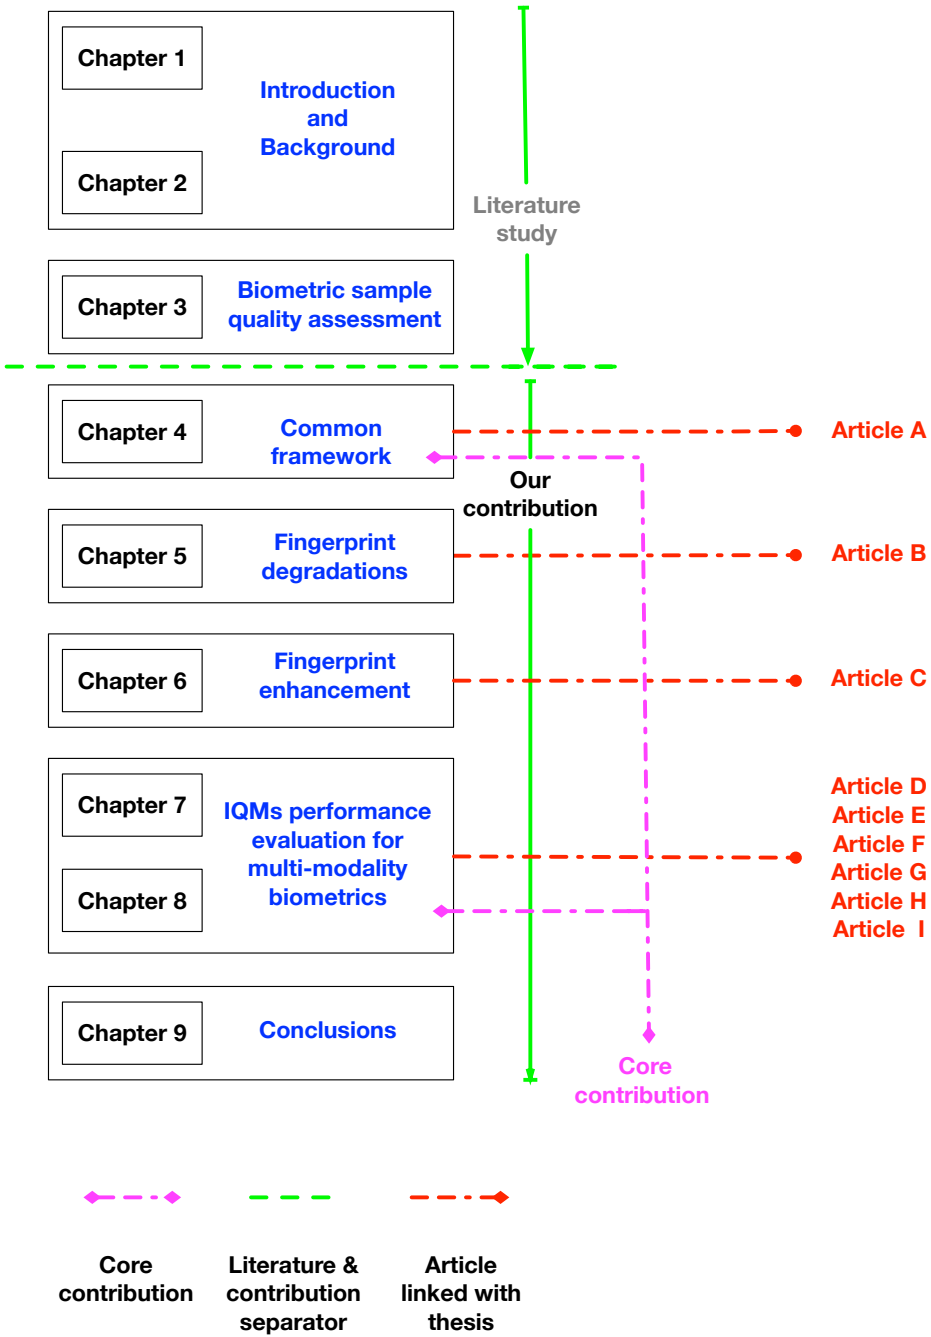 Chapter 1
Introduction
and
Background
Chapter 2
Literature
study
Chapter 3
Biometric sample
quality assessment
Chapter 4
Common
framework
Article A
Our
contribution
Chapter 5
Fingerprint
degradations
Article B
Chapter 6
Fingerprint
enhancement
Article C
Chapter 7
Chapter 8
IQMs performance
evaluation for
multi-modality
biometrics
Article D
Article E
Article F
Article G
Article H
Article I
Chapter 9
Conclusions
Core
contribution
Core
contribution
Literature &
contribution
separator
Article
linked with
thesis